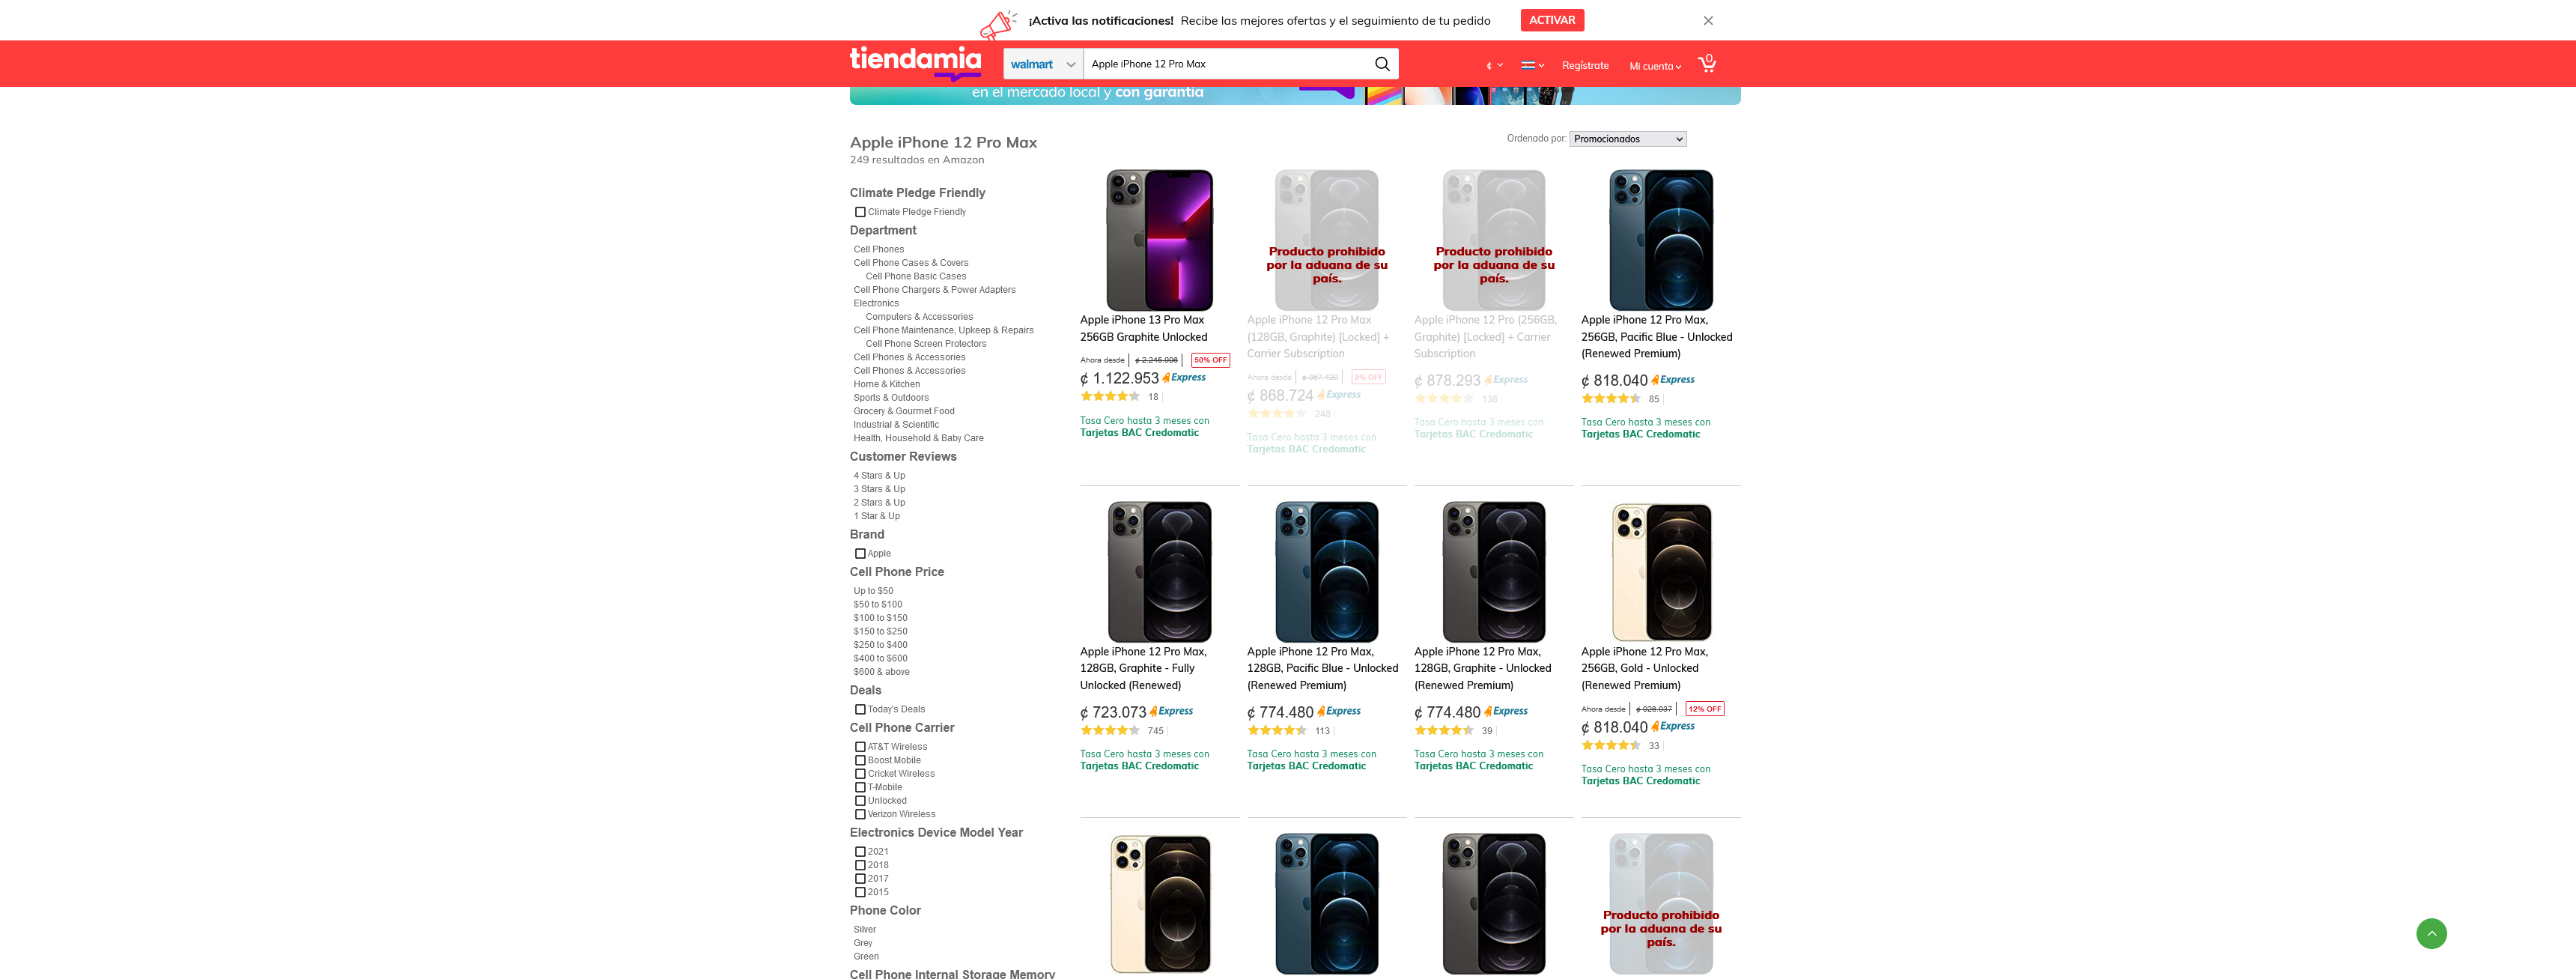 ¡Activa las notificaciones! Recibe las mejores ofertas y el seguimiento de tu pedido ACTIVAR
tiendamia walmart Apple iPhone 12 Pro Max ¢ Regístrate Mi cuenta 0
en el mercado local y con garantía
Apple iPhone 12 Pro Max
249 resultados en Amazon
Ordenado por: Promocionados
Climate Pledge Friendly
Climate Pledge Friendly
Department
Cell Phones
Cell Phone Cases & Covers
Cell Phone Basic Cases
Cell Phone Chargers & Power Adapters
Electronics
Computers & Accessories
Cell Phone Maintenance, Upkeep & Repairs
Cell Phone Screen Protectors
Cell Phones & Accessories
Cell Phones & Accessories
Home & Kitchen
Sports & Outdoors
Grocery & Gourmet Food
Industrial & Scientific
Health, Household & Baby Care
Customer Reviews
4 Stars & Up
3 Stars & Up
2 Stars & Up
1 Star & Up
Brand
Apple
Cell Phone Price
Up to $50
$50 to $100
$100 to $150
$150 to $250
$250 to $400
$400 to $600
$600 & above
Deals
Today's Deals
Cell Phone Carrier
AT&T Wireless
Boost Mobile
Cricket Wireless
T-Mobile
Unlocked
Verizon Wireless
Electronics Device Model Year
2021
2018
2017
2015
Phone Color
Silver
Grey
Green
Cell Phone Internal Storage Memory
Apple iPhone 13 Pro Max
256GB Graphite Unlocked
Ahora desde ¢ 2.245.906 50% OFF
¢ 1.122.953 Express
18
Tasa Cero hasta 3 meses con
Tarjetas BAC Credomatic
Producto prohibido
por la aduana de su
país.
Apple iPhone 12 Pro Max
(128GB, Graphite) [Locked] +
Carrier Subscription
Ahora desde 9% OFF
¢ 868.724 Express
248
Tasa Cero hasta 3 meses con
Tarjetas BAC Credomatic
Producto prohibido
por la aduana de su
país.
Apple iPhone 12 Pro (256GB,
Graphite) [Locked] + Carrier
Subscription
¢ 878.293 Express
138
Tasa Cero hasta 3 meses con
Tarjetas BAC Credomatic
Apple iPhone 12 Pro Max,
256GB, Pacific Blue - Unlocked
(Renewed Premium)
¢ 818.040 Express
85
Tasa Cero hasta 3 meses con
Tarjetas BAC Credomatic
Apple iPhone 12 Pro Max,
128GB, Graphite - Fully
Unlocked (Renewed)
¢ 723.073 Express
745
Tasa Cero hasta 3 meses con
Tarjetas BAC Credomatic
Apple iPhone 12 Pro Max,
128GB, Pacific Blue - Unlocked
(Renewed Premium)
¢ 774.480 Express
113
Tasa Cero hasta 3 meses con
Tarjetas BAC Credomatic
Apple iPhone 12 Pro Max,
128GB, Graphite - Unlocked
(Renewed Premium)
¢ 774.480 Express
39
Tasa Cero hasta 3 meses con
Tarjetas BAC Credomatic
Apple iPhone 12 Pro Max,
256GB, Gold - Unlocked
(Renewed Premium)
Ahora desde 12% OFF
¢ 818.040 Express
33
Tasa Cero hasta 3 meses con
Tarjetas BAC Credomatic
Producto prohibido
por la aduana de su
país.